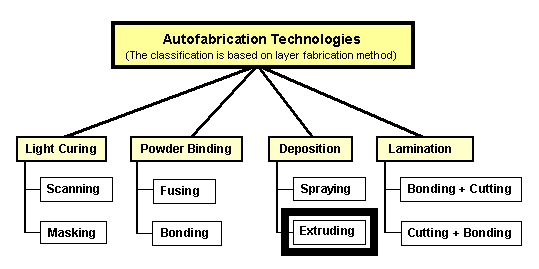 Autofabrication Technologies
(The classification is based on layer fabrication method)
Light Curing
Scanning
Masking
Powder Binding
Fusing
Bonding
Deposition
Spraying
Extruding
Lamination
Bonding + Cutting
Cutting + Bonding